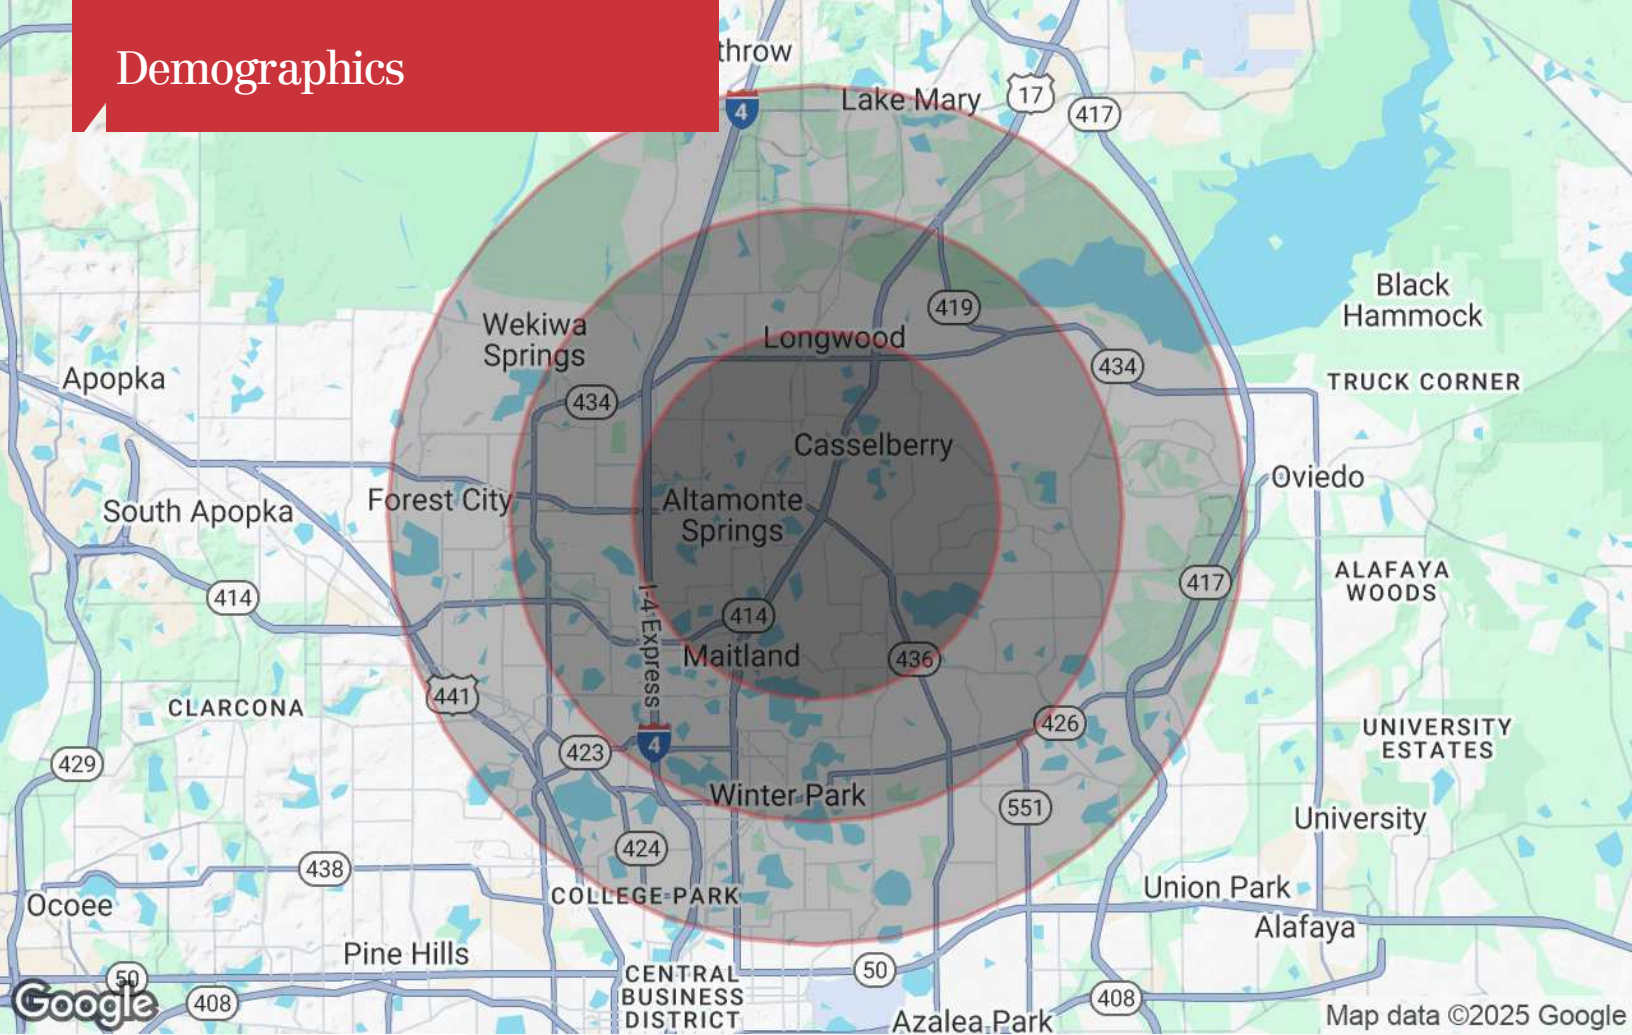 Demographics
throw
Lake Mary
17
417
4
Black
Hammock
419
Wekiwa
Springs
Longwood
434
Apopka
TRUCK CORNER
434
Casselberry
Oviedo
Forest City
Altamonte
Springs
South Apopka
417
ALAFAYA
WOODS
414
I-4 Express
414
Maitland
436
441
CLARCONA
426
UNIVERSITY
ESTATES
423
4
429
Winter Park
551
University
424
438
COLLEGE PARK
Union Park
Ocoee
Alafaya
Pine Hills
50
CENTRAL
BUSINESS
DISTRICT
50
408
408
Azalea Park
Google
Map data ©2025 Google